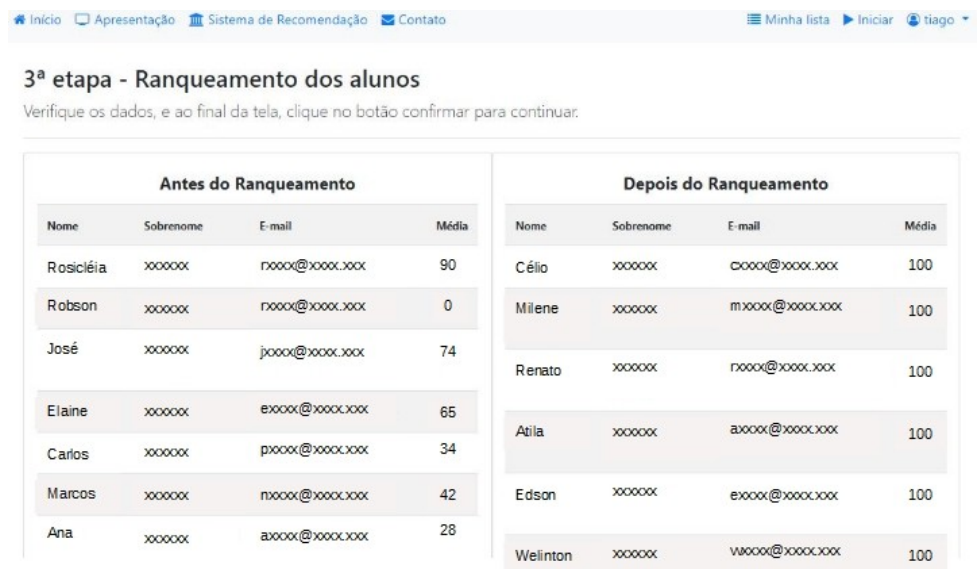 Início Apresentação Sistema de Recomendação Contato Minha lista Iniciar tiago
3ª etapa - Ranqueamento dos alunos
Verifique os dados, e ao final da tela, clique no botão confirmar para continuar.
Antes do Ranqueamento
Nome Sobrenome E-mail Média
Rosicléia xxxxxx rxxxx@xxxx.xxx 90
Robson xxxxxx rxxxx@xxxx.xxx 0
José xxxxxx jxxxx@xxxx.xxx 74
Elaine xxxxxx exxxx@xxxx.xxx 65
Carlos xxxxxx pxxxx@xxxx.xxx 34
Marcos xxxxxx nxxxx@xxxx.xxx 42
Ana xxxxxx axxxx@xxxx.xxx 28
Depois do Ranqueamento
Nome Sobrenome E-mail Média
Célio xxxxxx cxxxx@xxxx.xxx 100
Milene xxxxxx mxxxx@xxxx.xxx 100
Renato xxxxxx rxxxx@xxxx.xxx 100
Atila xxxxxx axxxx@xxxx.xxx 100
Edson xxxxxx exxxx@xxxx.xxx 100
Welinton xxxxxx wxxxx@xxxx.xxx 100